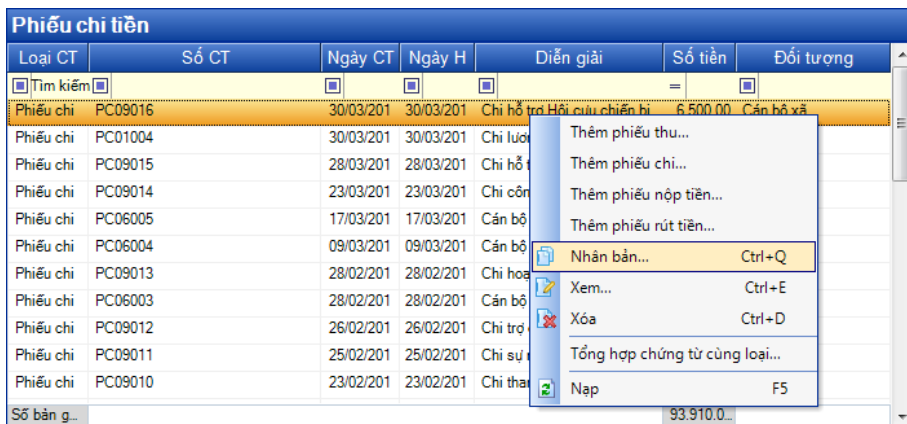 Phiếu chi tiền
Loại CT Số CT Ngày CT Ngày H Diễn giải Số tiền Đối tượng
Tìm kiếm =
Phiếu chi PC09016 30/03/201 30/03/201 Chi hỗ trợ Hội cựu chiến bi 6.500.00 Cán bộ xã
Phiếu chi PC01004 30/03/201 30/03/201 Chi lươ
Phiếu chi PC09015 28/03/201 28/03/201 Chi hỗ t
Phiếu chi PC09014 23/03/201 23/03/201 Chi côn
Phiếu chi PC06005 17/03/201 17/03/201 Cán bộ
Phiếu chi PC06004 09/03/201 09/03/201 Cán bộ
Phiếu chi PC09013 28/02/201 28/02/201 Chi hoạ
Phiếu chi PC06003 28/02/201 28/02/201 Cán bộ
Phiếu chi PC09012 26/02/201 26/02/201 Chi trợ
Phiếu chi PC09011 25/02/201 25/02/201 Chi sự
Phiếu chi PC09010 23/02/201 23/02/201 Chi tha
Số bản g... 93.910.0...
Thêm phiếu thu...
Thêm phiếu chi...
Thêm phiếu nộp tiền...
Thêm phiếu rút tiền...
Nhân bản... Ctrl+Q
Xem... Ctrl+E
Xóa Ctrl+D
Tổng hợp chứng từ cùng loại...
Nạp F5